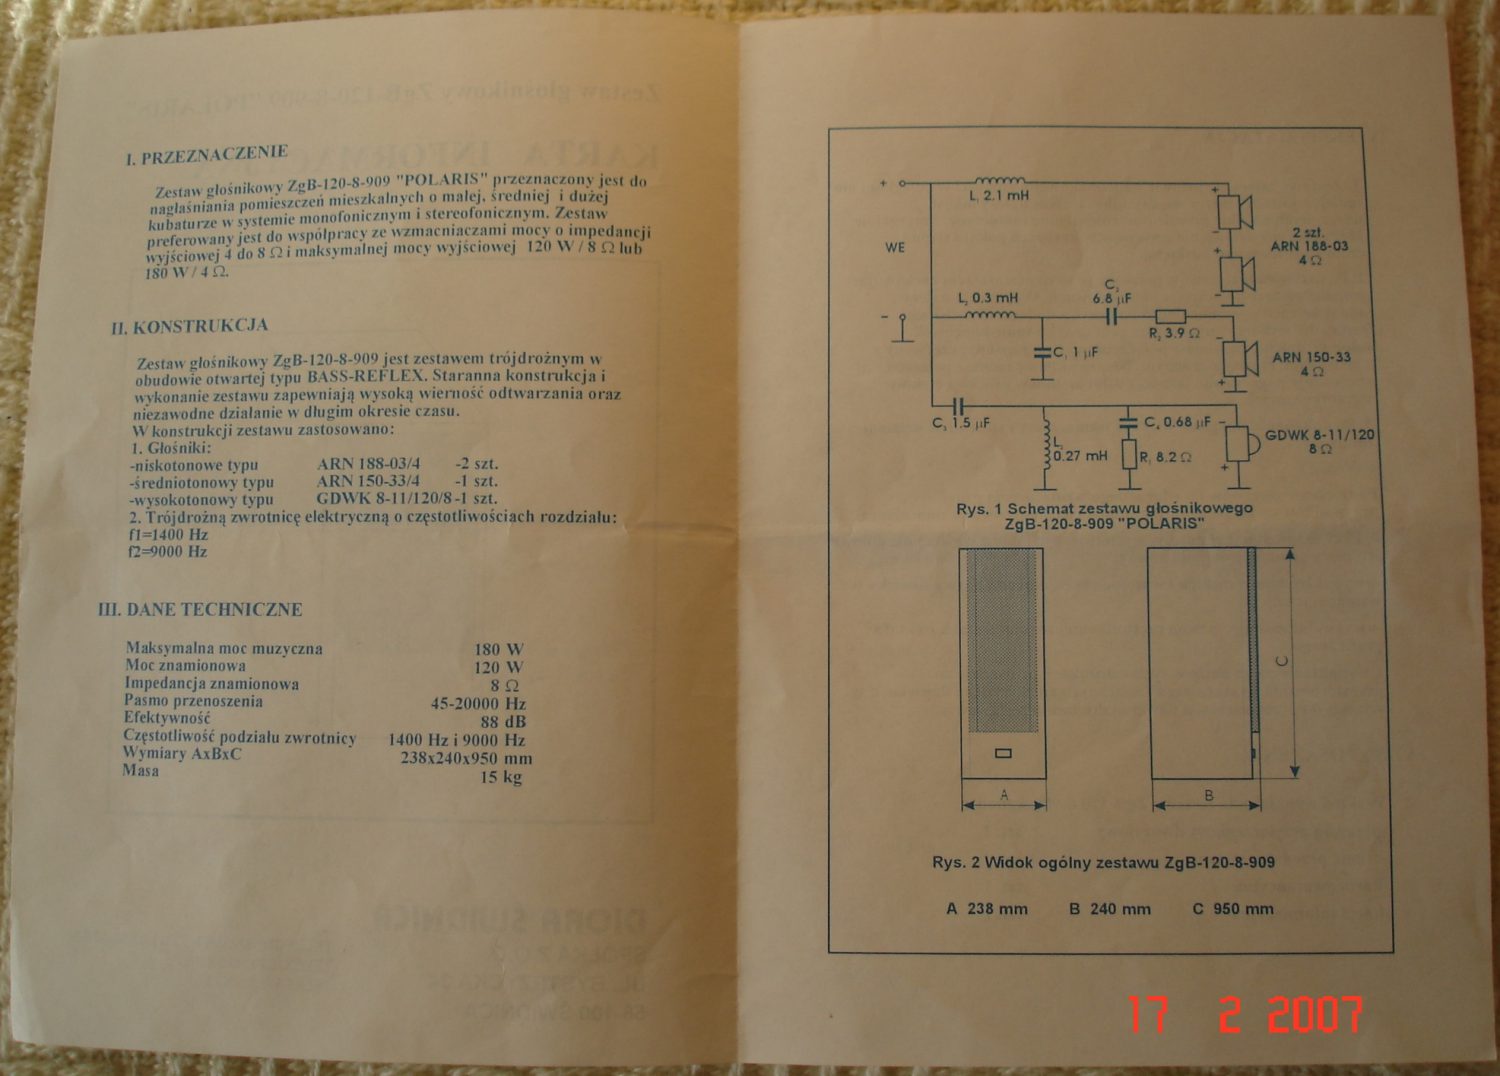 I. PRZEZNACZENIE
Zestaw głośnikowy ZgB-120-8-909 "POLARIS" przeznaczony jest do
nagłaśniania pomieszczeń mieszkalnych o małej, średniej i dużej
kubaturze w systemie monofonicznym i stereofonicznym. Zestaw
preferowany jest do współpracy ze wzmacniaczami mocy o impedancji
wyjściowej 4 do 8 Ω i maksymalnej mocy wyjściowej 120 W / 8 Ω lub
180 W / 4 Ω.
II. KONSTRUKCJA
Zestaw głośnikowy ZgB-120-8-909 jest zestawem trójdrożnym w
obudowie otwartej typu BASS-REFLEX. Staranna konstrukcja i
wykonanie zestawu zapewniają wysoką wierność odtwarzania oraz
niezawodne działanie w długim okresie czasu.
W konstrukcji zestawu zastosowano:
1. Głośniki:
-niskotonowe typu ARN 188-03/4 -2 szt.
-średniotonowy typu ARN 150-33/4 -1 szt.
-wysokotonowy typu GDWK 8-11/120/8 -1 szt.
2. Trójdrożną zwrotnicę elektryczną o częstotliwościach rozdziału:
f1=1400 Hz
f2=9000 Hz
III. DANE TECHNICZNE
Maksymalna moc muzyczna 180 W
Moc znamionowa 120 W
Impedancja znamionowa 8 Ω
Pasmo przenoszenia 45-20000 Hz
Efektywność 88 dB
Częstotliwość podziału zwrotnicy 1400 Hz i 9000 Hz
Wymiary AxBxC 238x240x950 mm
Masa 15 kg
+
L 2.1 mH
+
-
2 szt.
WE
ARN 188-03
4 Ω
+
-
L₂ 0.3 mH
C₂
6.8 µF
-
R₂ 3.9 Ω
-
C₁ 1 µF
ARN 150-33
4 Ω
+
C₃ 1.5 µF
C₄ 0.68 µF
-
GDWK 8-11/120
8 Ω
L
0.27 mH
R₁ 8.2 Ω
+
Rys. 1 Schemat zestawu głośnikowego
ZgB-120-8-909 "POLARIS"
C
A
B
Rys. 2 Widok ogólny zestawu ZgB-120-8-909
A 238 mm B 240 mm C 950 mm
17 2 2007